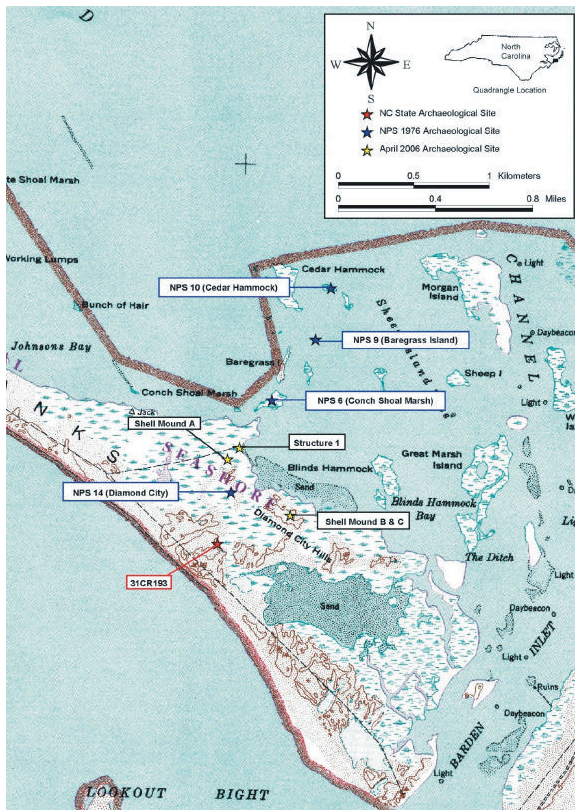 D
N
W
E
S
North
Carolina
Quadrangle Location
NC State Archaeological Site
NPS 1976 Archaeological Site
April 2006 Archaeological Site
0 0.5 1 Kilometers
0 0.4 0.8 Miles
te Shoal Marsh
Working Lumps
Bunch of Hair
Johnsons Bay
Cedar Hammock
NPS 10 (Cedar Hammock)
Morgan
Island
CHANNEL
Light
Daybeacon
NPS 9 (Baregrass Island)
Baregrass I
Sheep I
Light
Conch Shoal Marsh
NPS 6 (Conch Shoal Marsh)
Jack
Shell Mound A
Structure 1
NKS
SEASHORE
Blinds Hammock
Great Marsh
Island
NPS 14 (Diamond City)
Sand
Blinds Hammock
Bay
Shell Mound B & C
Diamond City Hills
The Ditch
31CR193
Light
Sand
Daybeacon
INLET
Light
Ruins
Daybeacon
BARDEN
Light
LOOKOUT BIGHT